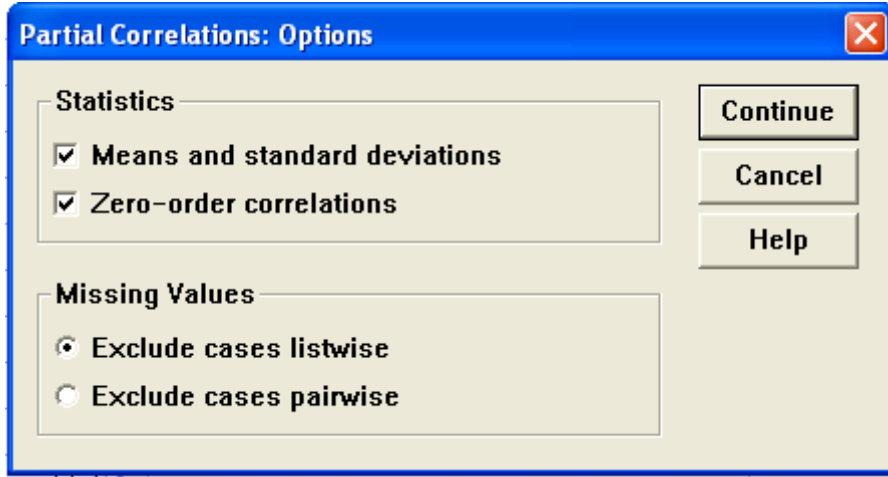 Partial Correlations: Options
Statistics
Means and standard deviations
Zero-order correlations
Missing Values
Exclude cases listwise
Exclude cases pairwise
Continue
Cancel
Help